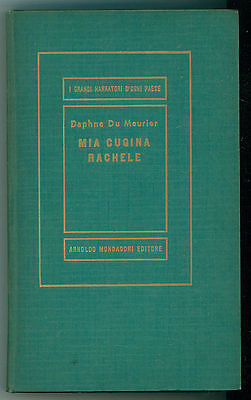 I GRANDI NARRATORI D'OGNI PAESE
Daphne Du Maurier
MIA CUGINA
RACHELE
ARNOLDO MONDADORI EDITORE